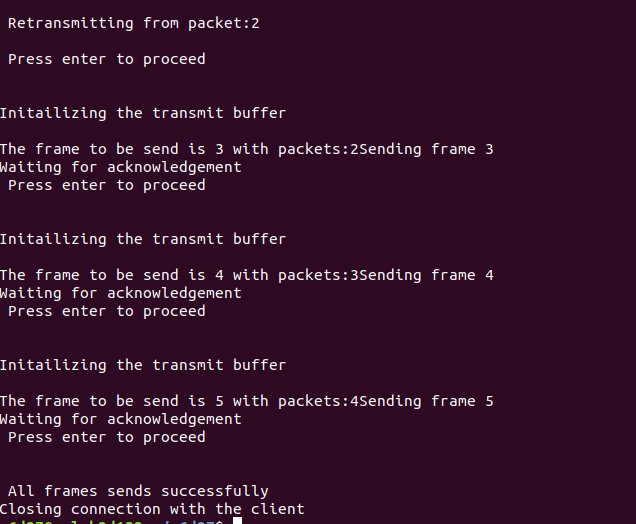 Retransmitting from packet:2
Press enter to proceed
Initailizing the transmit buffer
The frame to be send is 3 with packets:2Sending frame 3
Waiting for acknowledgement
Press enter to proceed
Initailizing the transmit buffer
The frame to be send is 4 with packets:3Sending frame 4
Waiting for acknowledgement
Press enter to proceed
Initailizing the transmit buffer
The frame to be send is 5 with packets:4Sending frame 5
Waiting for acknowledgement
Press enter to proceed
All frames sends successfully
Closing connection with the client